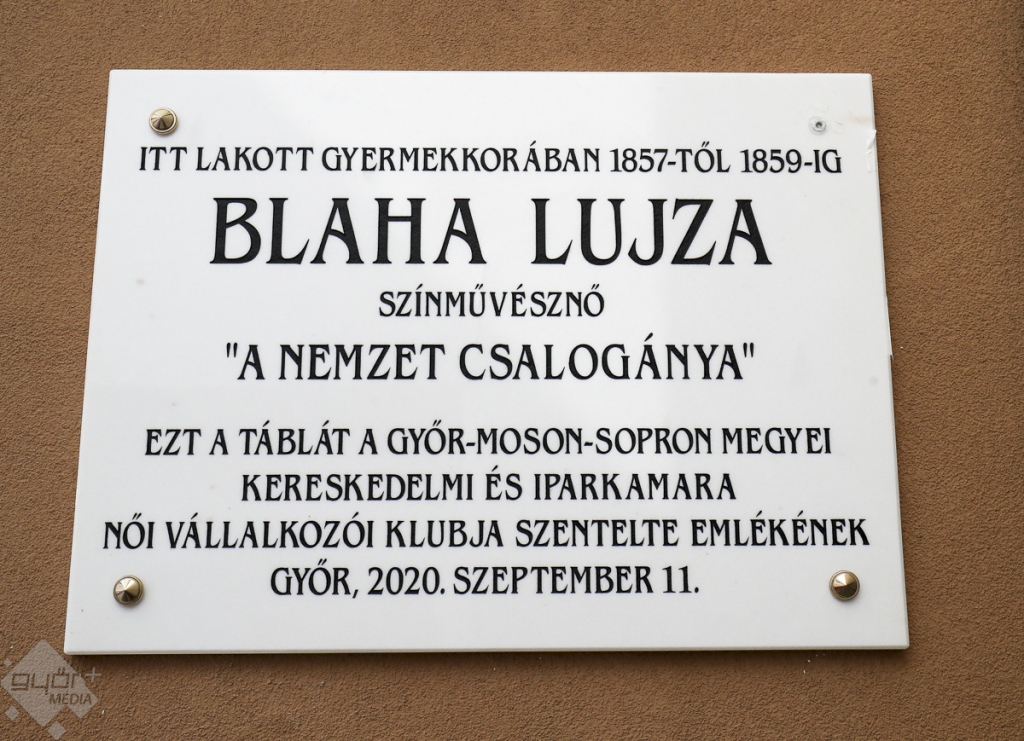 ITT LAKOTT GYERMEKKORÁBAN 1857-TŐL 1859-IG
BLAHA LUJZA
SZÍNMŰVÉSZNŐ
"A NEMZET CSALOGÁNYA"
EZT A TÁBLÁT A GYŐR-MOSON-SOPRON MEGYEI
KERESKEDELMI ÉS IPARKAMARA
NŐI VÁLLALKOZÓI KLUBJA SZENTELTE EMLÉKÉNEK
GYŐR, 2020. SZEPTEMBER 11.
győr+
MÉDIA